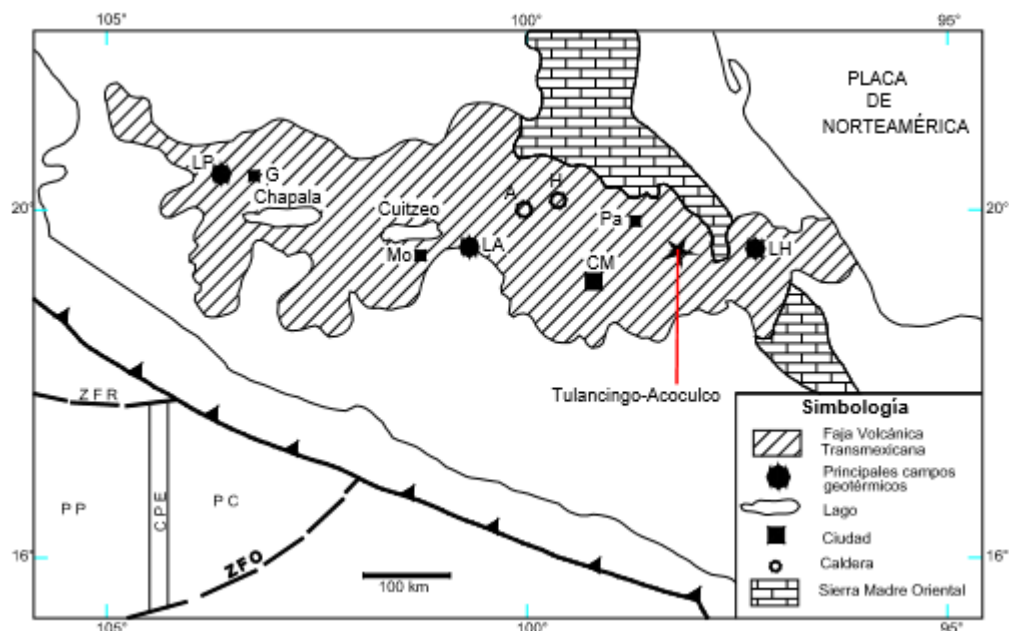 105°
100°
95°
PLACA
DE
NORTEAMÉRICA
LP
G
Chapala
A
H
20°
20°
Cuitzeo
Pa
Mo
LA
CM
LH
Tulancingo-Acoculco
ZFR
PP
CPE
PC
ZFO
100 km
16°
16°
Simbología
Faja Volcánica
Transmexicana
Principales campos
geotérmicos
Lago
Ciudad
Caldera
Sierra Madre Oriental
105°
100°
95°